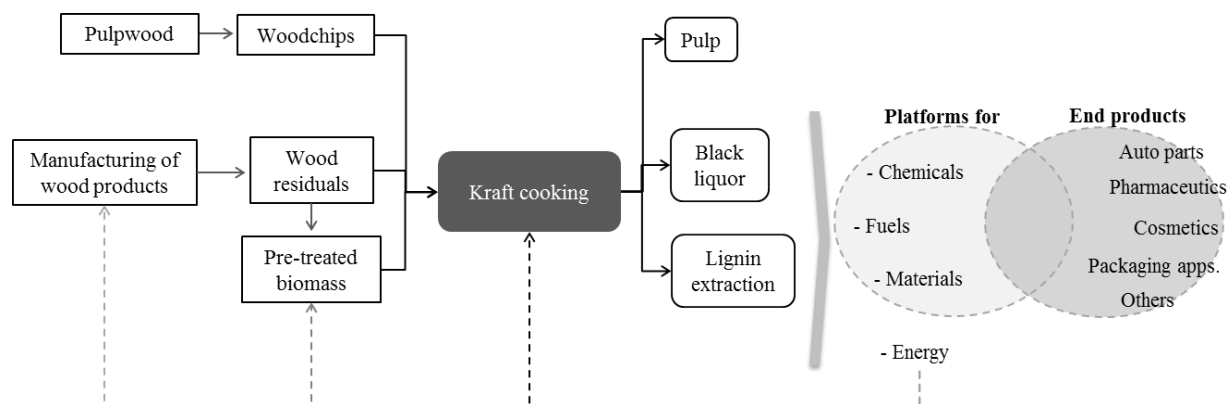 Pulpwood
Woodchips
Manufacturing of
wood products
Wood
residuals
Pre-treated
biomass
Kraft cooking
Pulp
Black
liquor
Lignin
extraction
Platforms for
- Chemicals
- Fuels
- Materials
- Energy
End products
Auto parts
Pharmaceutics
Cosmetics
Packaging apps.
Others